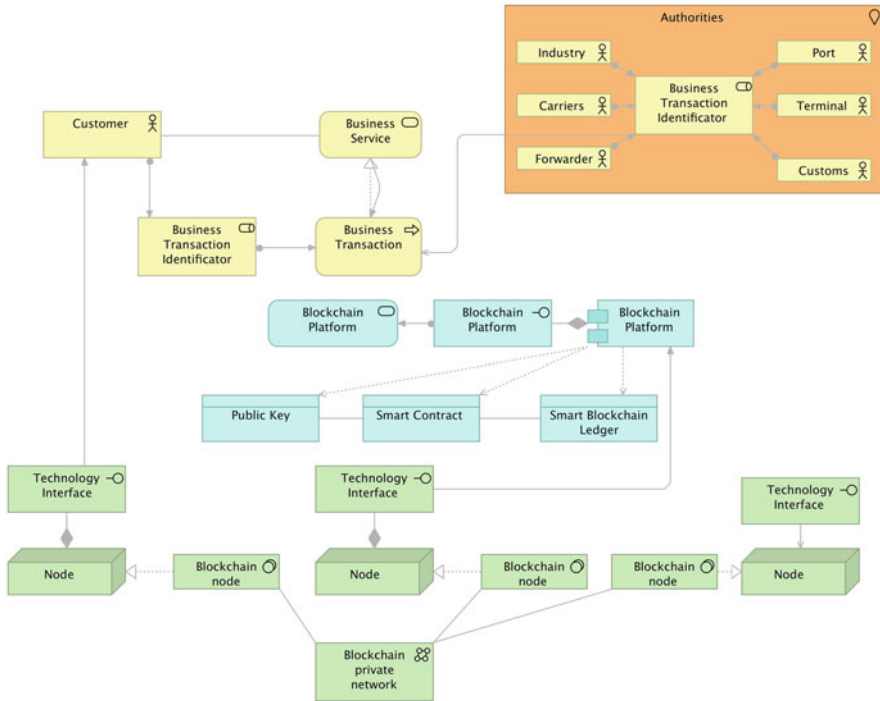 Authorities
Industry
Port
Business
Transaction
Identificator
Carriers
Terminal
Forwarder
Customs
Customer
Business
Service
Business
Transaction
Identificator
Business
Transaction
Blockchain
Platform
Blockchain
Platform
Blockchain
Platform
Public Key
Smart Contract
Smart Blockchain
Ledger
Technology
Interface
Technology
Interface
Technology
Interface
Node
Blockchain
node
Node
Blockchain
node
Blockchain
node
Node
Blockchain
private
network